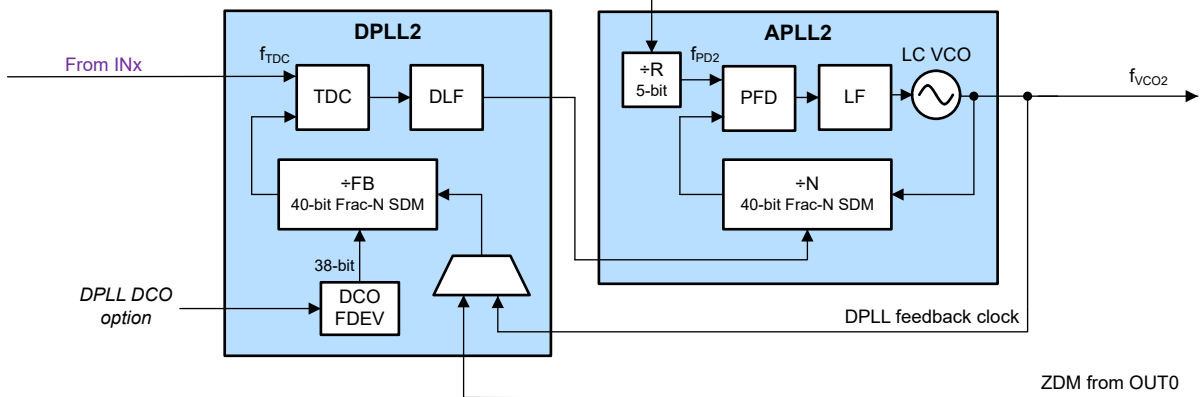 DPLL2
APLL2
From INx
fTDC
TDC
DLF
÷R
5-bit
fPD2
PFD
LF
LC VCO
fVCO2
÷FB
40-bit Frac-N SDM
÷N
40-bit Frac-N SDM
38-bit
DPLL DCO
option
DCO
FDEV
DPLL feedback clock
ZDM from OUT0